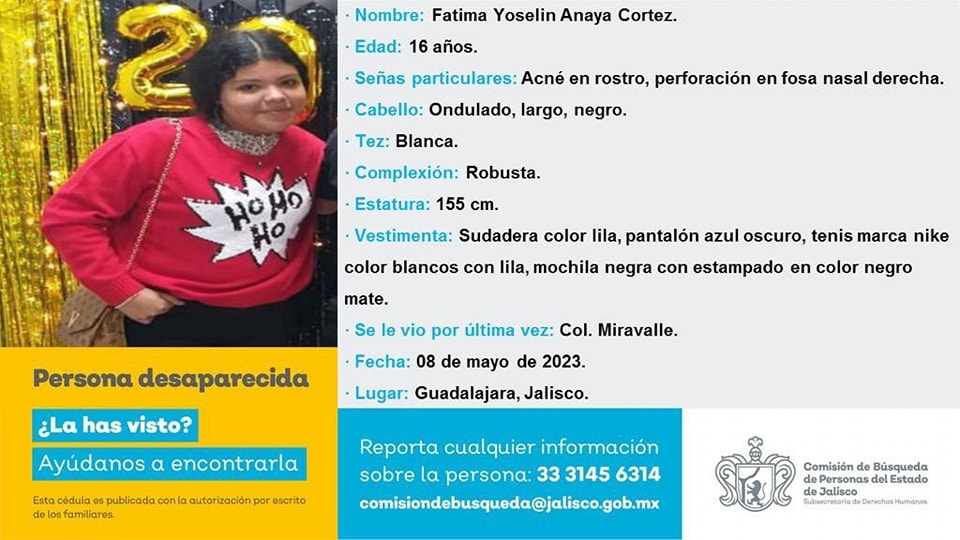 20
HO HO
HO
· Nombre: Fatima Yoselin Anaya Cortez.
· Edad: 16 años.
· Señas particulares: Acné en rostro, perforación en fosa nasal derecha.
· Cabello: Ondulado, largo, negro.
· Tez: Blanca.
· Complexión: Robusta.
· Estatura: 155 cm.
· Vestimenta: Sudadera color lila, pantalón azul oscuro, tenis marca nike
color blancos con lila, mochila negra con estampado en color negro
mate.
· Se le vio por última vez: Col. Miravalle.
· Fecha: 08 de mayo de 2023.
· Lugar: Guadalajara, Jalisco.
Persona desaparecida
¿La has visto?
Ayúdanos a encontrarla
Esta cédula es publicada con la autorización por escrito
de los familiares.
Reporta cualquier información
sobre la persona: 33 3145 6314
comisiondebusqueda@jalisco.gob.mx
Comisión de Búsqueda
de Personas del Estado
de Jalisco
Subsecretaría de Derechos Humanos